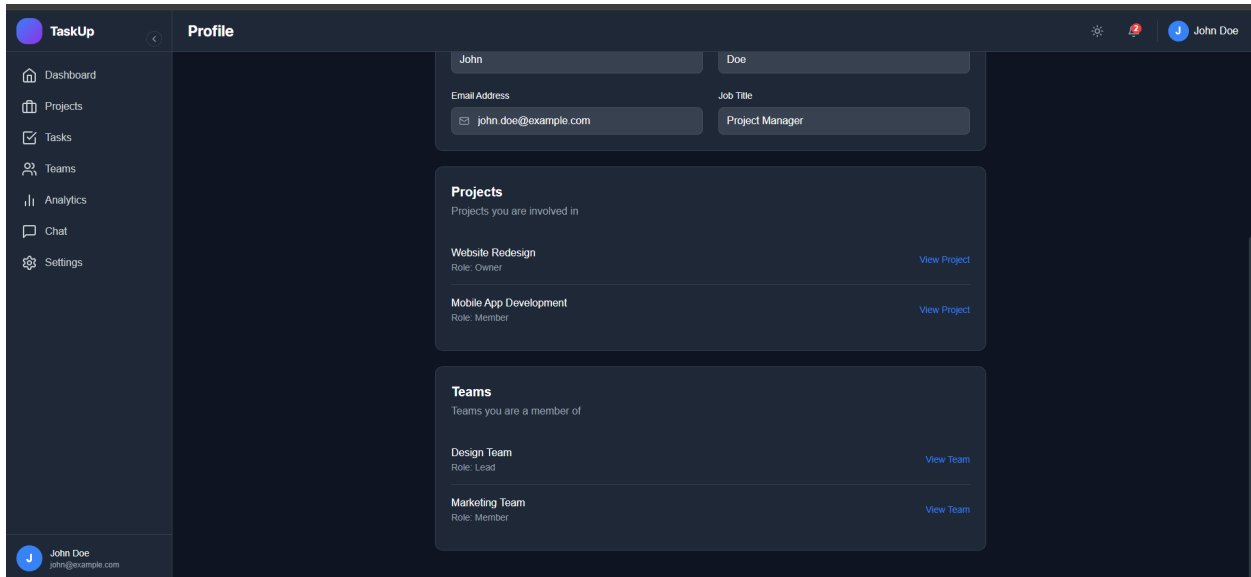 TaskUp
Profile
2
J
John Doe
Dashboard
Projects
Tasks
Teams
Analytics
Chat
Settings
John
Doe
Email Address
Job Title
john.doe@example.com
Project Manager
Projects
Projects you are involved in
Website Redesign
Role: Owner
View Project
Mobile App Development
Role: Member
View Project
Teams
Teams you are a member of
Design Team
Role: Lead
View Team
Marketing Team
Role: Member
View Team
J
John Doe
john@example.com